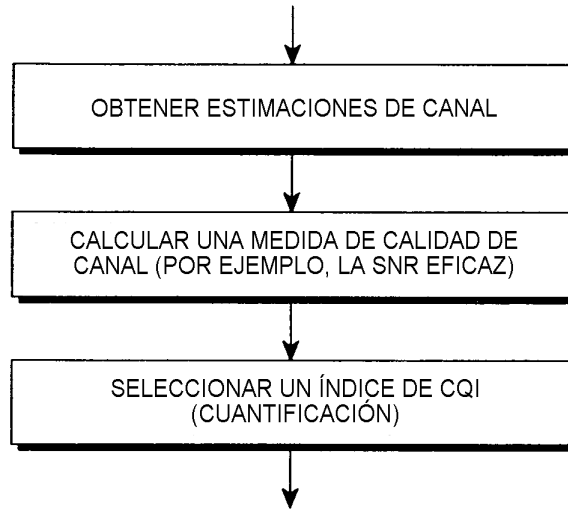 OBTENER ESTIMACIONES DE CANAL
CALCULAR UNA MEDIDA DE CALIDAD DE
CANAL (POR EJEMPLO, LA SNR EFICAZ)
SELECCIONAR UN ÍNDICE DE CQI
(CUANTIFICACIÓN)